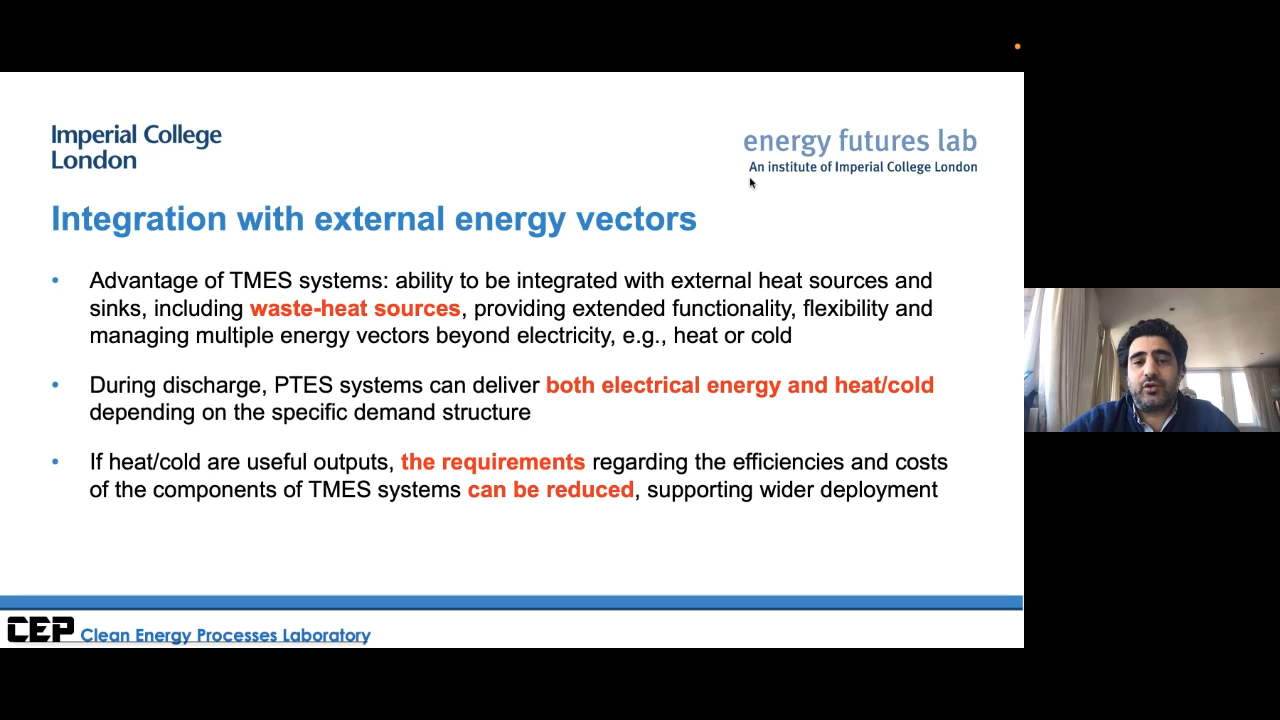 Imperial College
London
energy futures lab
An institute of Imperial College London
Integration with external energy vectors
• Advantage of TMES systems: ability to be integrated with external heat sources and
sinks, including waste-heat sources, providing extended functionality, flexibility and
managing multiple energy vectors beyond electricity, e.g., heat or cold
• During discharge, PTES systems can deliver both electrical energy and heat/cold
depending on the specific demand structure
• If heat/cold are useful outputs, the requirements regarding the efficiencies and costs
of the components of TMES systems can be reduced, supporting wider deployment
CEP Clean Energy Processes Laboratory